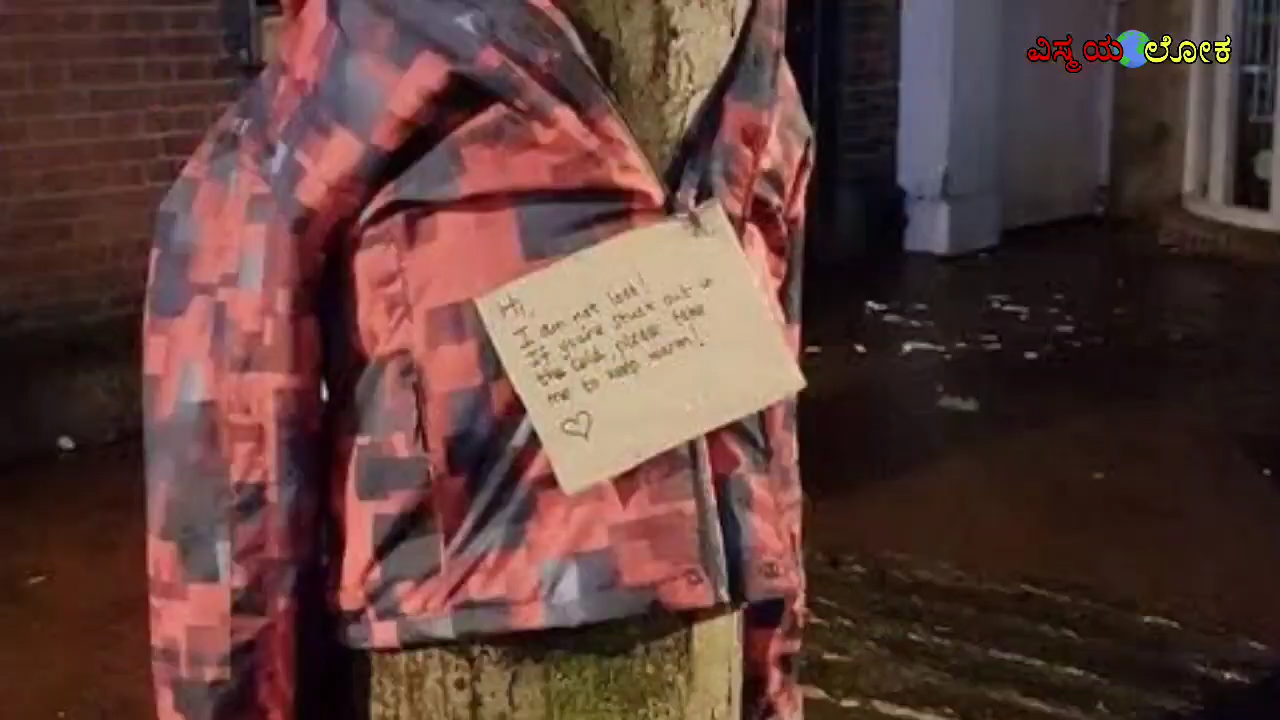 ವಿಸ್ಮಯ ಲೋಕ
Hi,
I am not lost!
If you're stuck out in
the cold, please take
me to keep warm!
♡